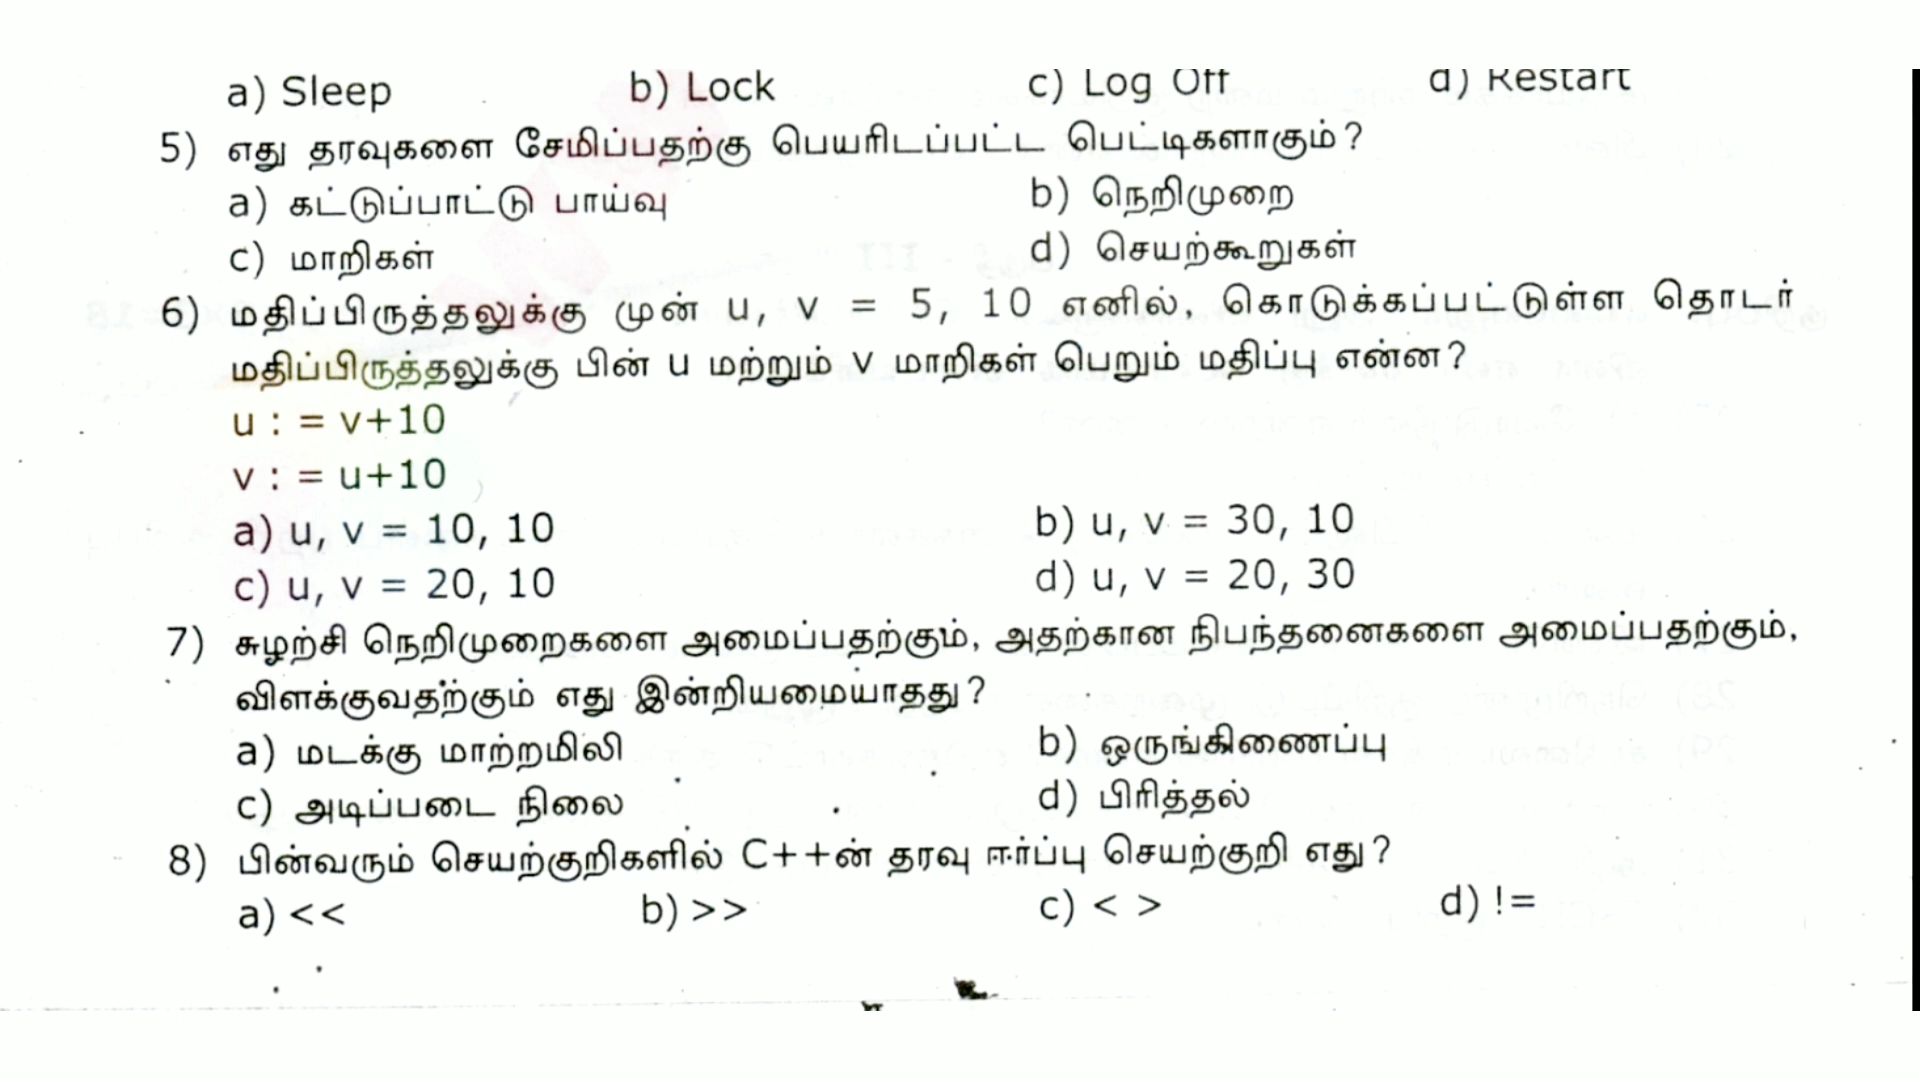 a) Sleep b) Lock c) Log Off d) Restart
5) எது தரவுகளை சேமிப்பதற்கு பெயரிடப்பட்ட பெட்டிகளாகும்?
a) கட்டுப்பாட்டு பாய்வு b) நெறிமுறை
c) மாறிகள் d) செயற்கூறுகள்
6) மதிப்பிருத்தலுக்கு முன் u, v = 5, 10 எனில், கொடுக்கப்பட்டுள்ள தொடர்
மதிப்பிருத்தலுக்கு பின் u மற்றும் v மாறிகள் பெறும் மதிப்பு என்ன?
u : = v+10
v : = u+10
a) u, v = 10, 10 b) u, v = 30, 10
c) u, v = 20, 10 d) u, v = 20, 30
7) சுழற்சி நெறிமுறைகளை அமைப்பதற்கும், அதற்கான நிபந்தனைகளை அமைப்பதற்கும்,
விளக்குவதற்கும் எது இன்றியமையாதது?
a) மடக்கு மாற்றமிலி b) ஒருங்கிணைப்பு
c) அடிப்படை நிலை d) பிரித்தல்
8) பின்வரும் செயற்குறிகளில் C++ன் தரவு ஈர்ப்பு செயற்குறி எது?
a) << b) >> c) < > d) !=